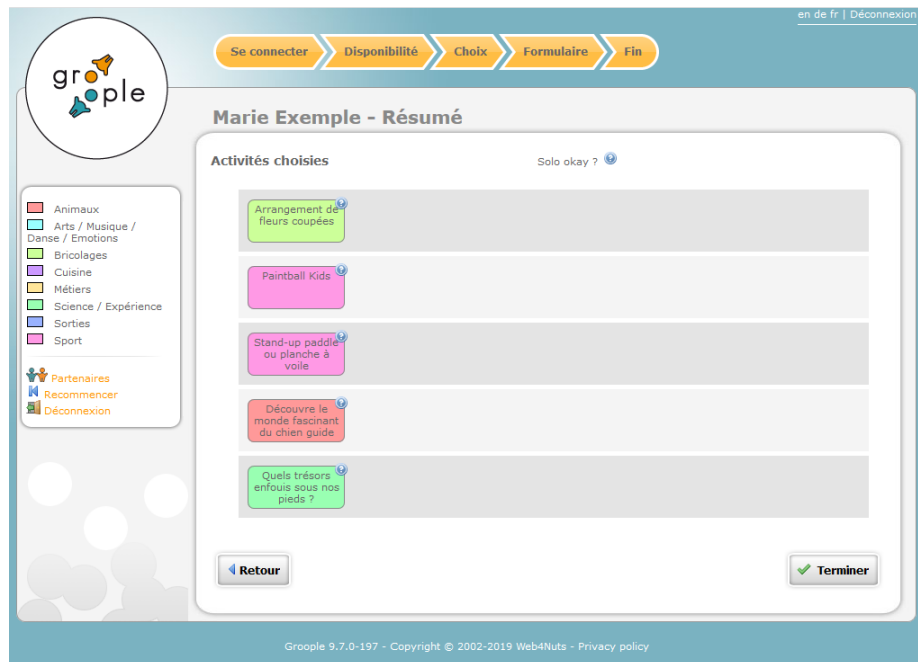 en de fr | Déconnexion
Se connecter
Disponibilité
Choix
Formulaire
Fin
gro
ople
Marie Exemple - Résumé
Activités choisies
Solo okay ?
Animaux
Arts / Musique /
Danse / Emotions
Bricolages
Cuisine
Métiers
Science / Expérience
Sorties
Sport
Partenaires
Recommencer
Déconnexion
Arrangement de
fleurs coupées
Paintball Kids
Stand-up paddle
ou planche à
voile
Découvre le
monde fascinant
du chien guide
Quels trésors
enfouis sous nos
pieds ?
Retour
Terminer
Groople 9.7.0-197 - Copyright © 2002-2019 Web4Nuts - Privacy policy